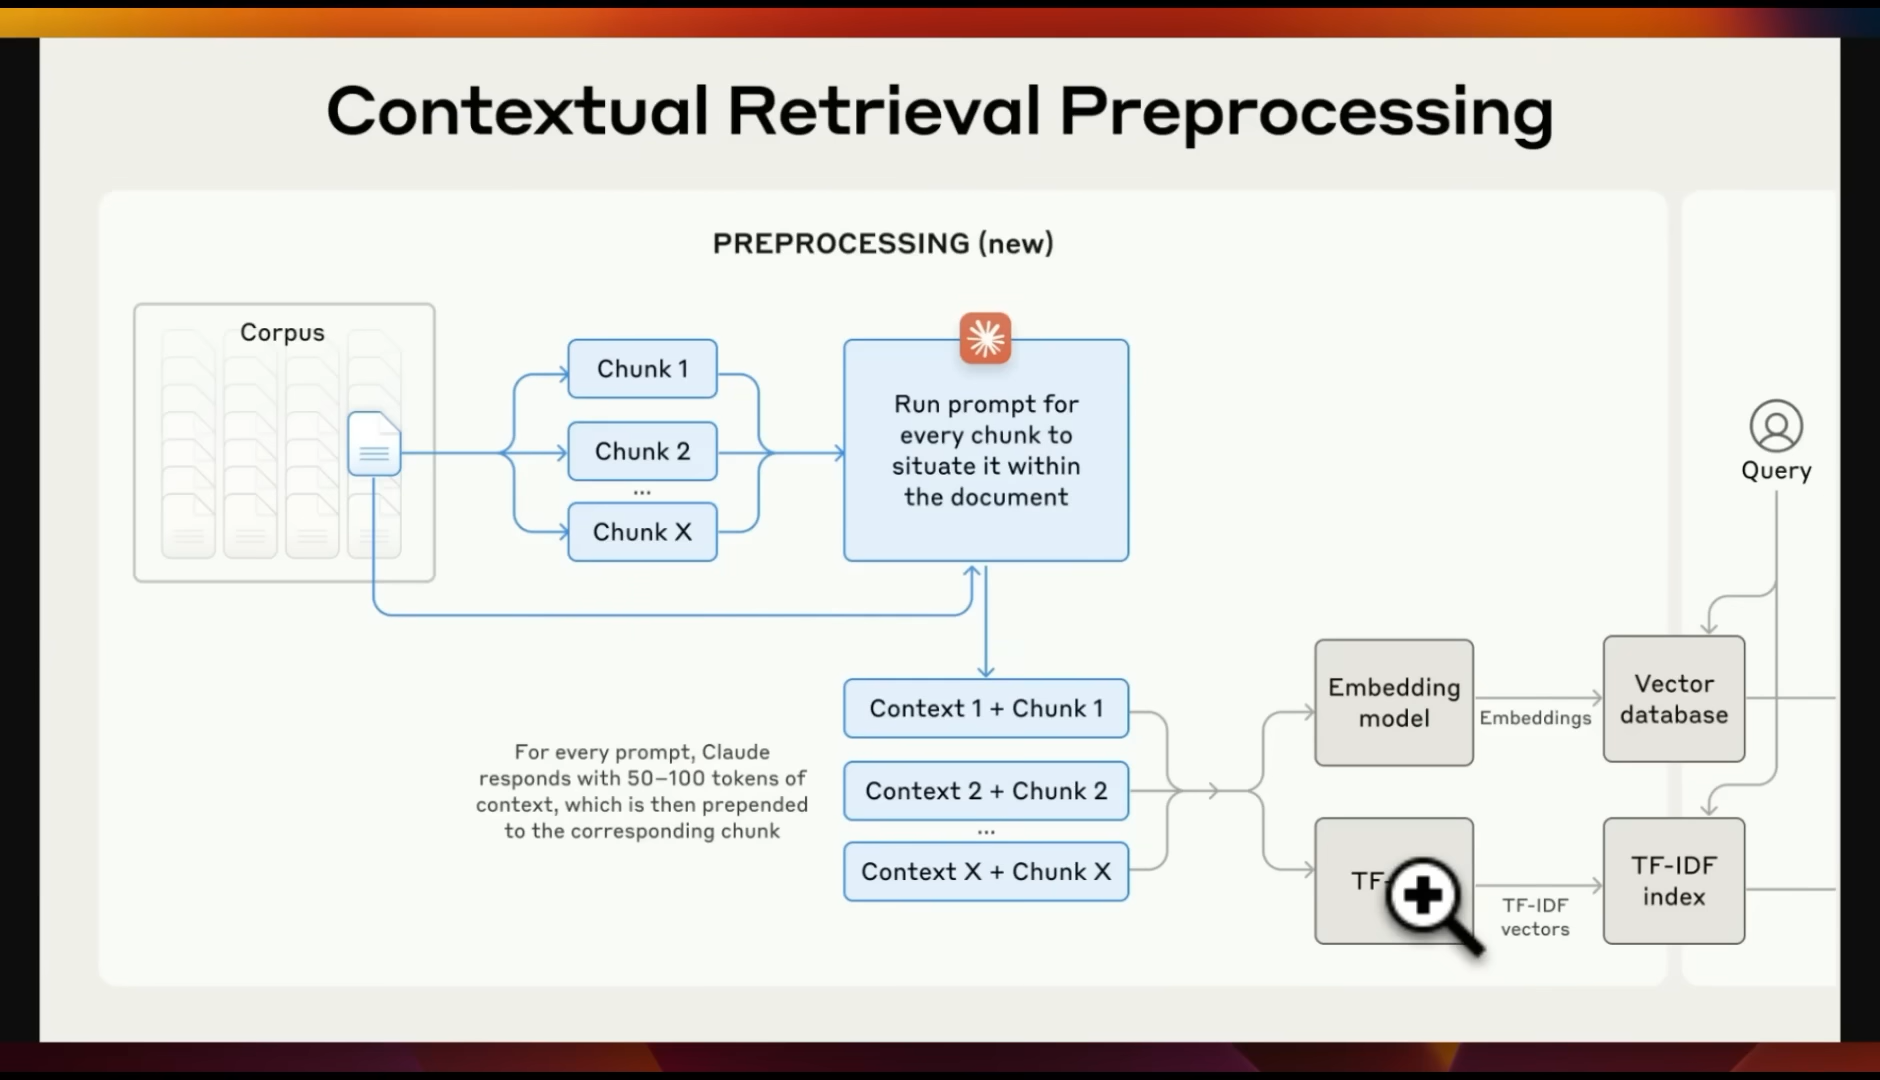 Contextual Retrieval Preprocessing
PREPROCESSING (new)
Corpus
Chunk 1
Chunk 2
...
Chunk X
Run prompt for
every chunk to
situate it within
the document
Query
Context 1 + Chunk 1
Context 2 + Chunk 2
...
Context X + Chunk X
For every prompt, Claude
responds with 50–100 tokens of
context, which is then prepended
to the corresponding chunk
Embedding
model
Embeddings
Vector
database
TF-
TF-IDF
vectors
TF-IDF
index